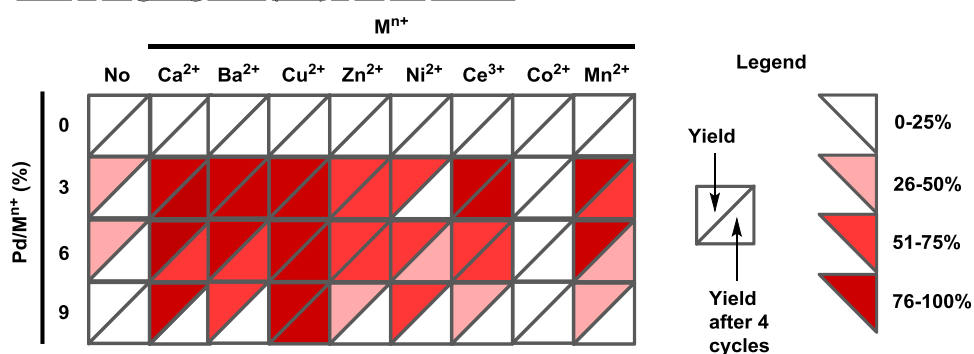 Mn+
No Ca2+ Ba2+ Cu2+ Zn2+ Ni2+ Ce3+ Co2+ Mn2+
Pd/Mn+ (%)
0
3
6
9
Legend
Yield
Yield
after 4
cycles
0-25%
26-50%
51-75%
76-100%